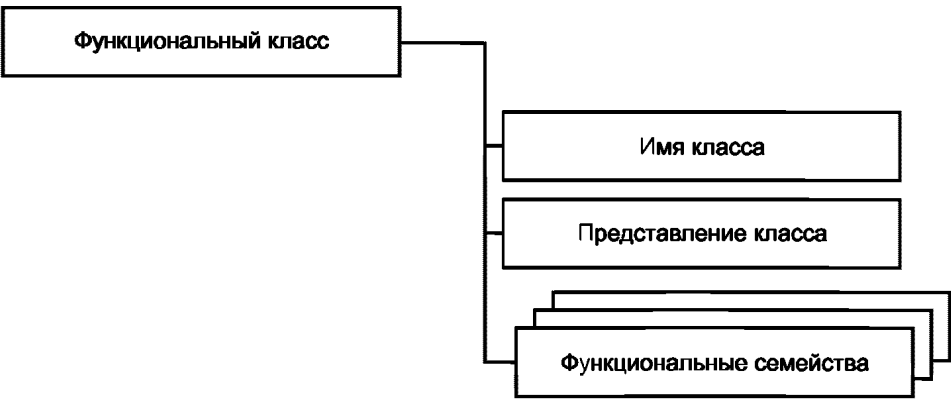 Функциональный класс
Имя класса
Представление класса
Функциональные семейства